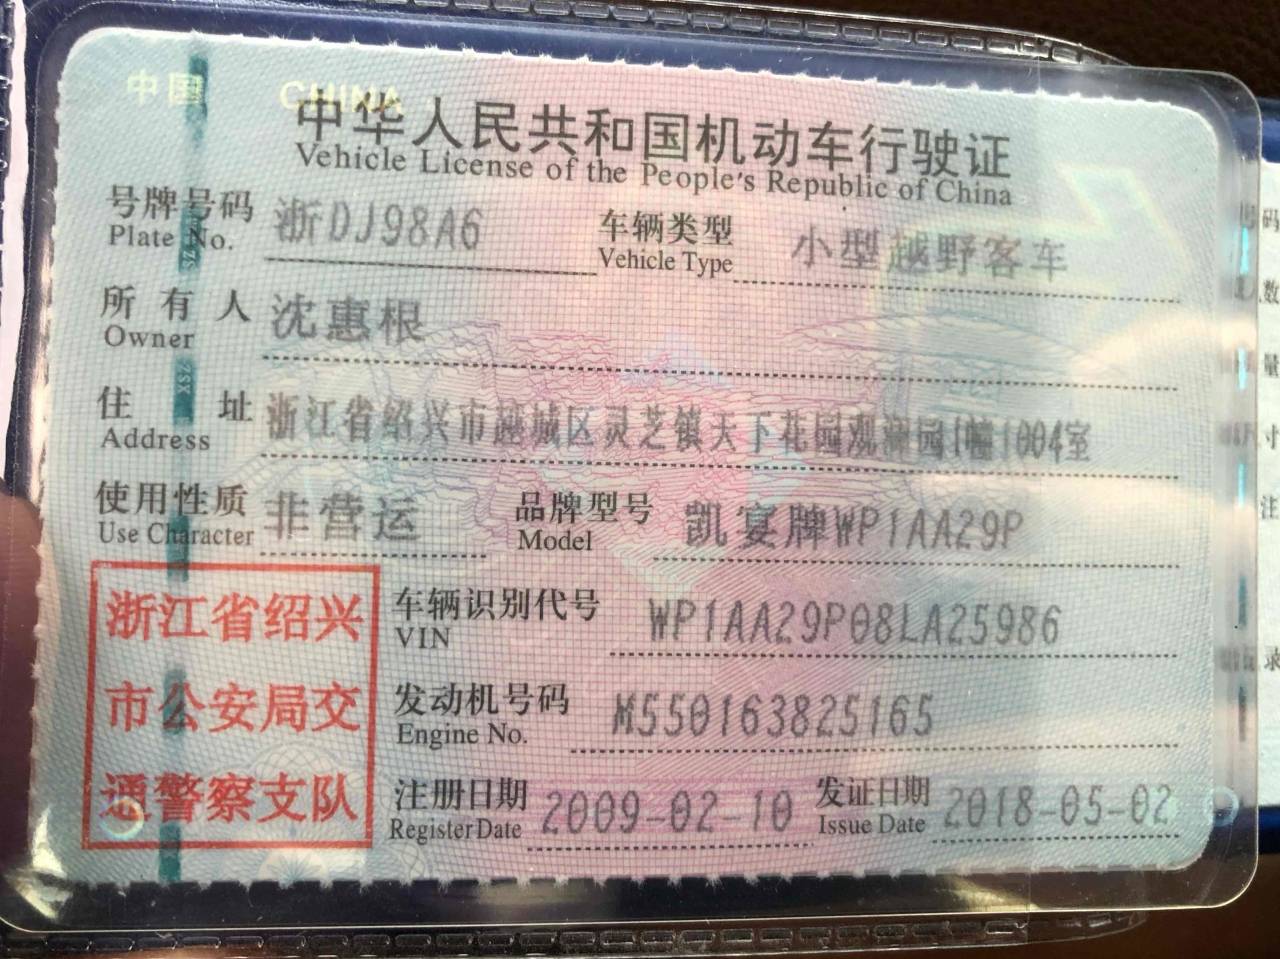 中国 CHINA
中华人民共和国机动车行驶证
Vehicle License of the People's Republic of China
号牌号码 浙DJ98A6 车辆类型 小型越野客车
Plate No. Vehicle Type
所有人 沈惠根
Owner
住址 浙江省绍兴市越城区灵芝镇天下花园观澜园1幢1004室
Address
使用性质 非营运 品牌型号 凯宴牌WP1AA29P
Use Character Model
浙江省绍兴
市公安局交
通警察支队
车辆识别代号 WP1AA29P08LA25986
VIN
发动机号码 M550163825165
Engine No.
注册日期 2009-02-10 发证日期 2018-05-02
Register Date Issue Date
码
数
量
寸
注
录